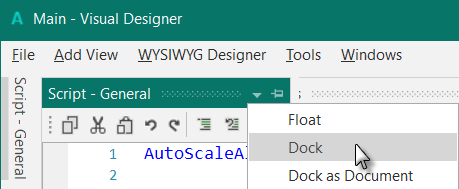 A Main - Visual Designer
File Add View WYSIWYG Designer Tools Windows
Script - General
Script - General
;
Float
Dock
Dock as Document
1 AutoScaleAl
2